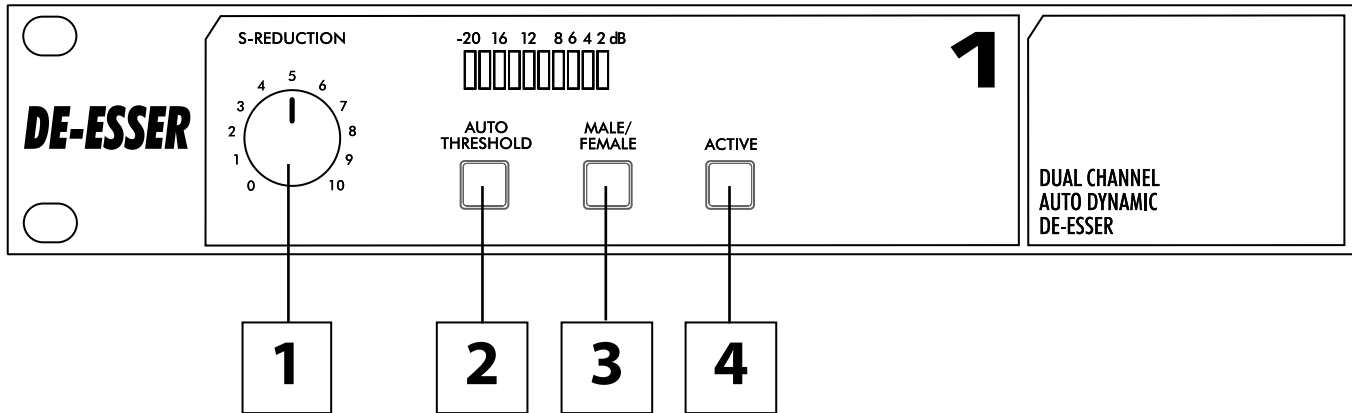 DE-ESSER
S-REDUCTION
0 1 2 3 4 5 6 7 8 9 10
-20 16 12 8 6 4 2 dB
AUTO
THRESHOLD
MALE/
FEMALE
ACTIVE
1
DUAL CHANNEL
AUTO DYNAMIC
DE-ESSER
1
2
3
4